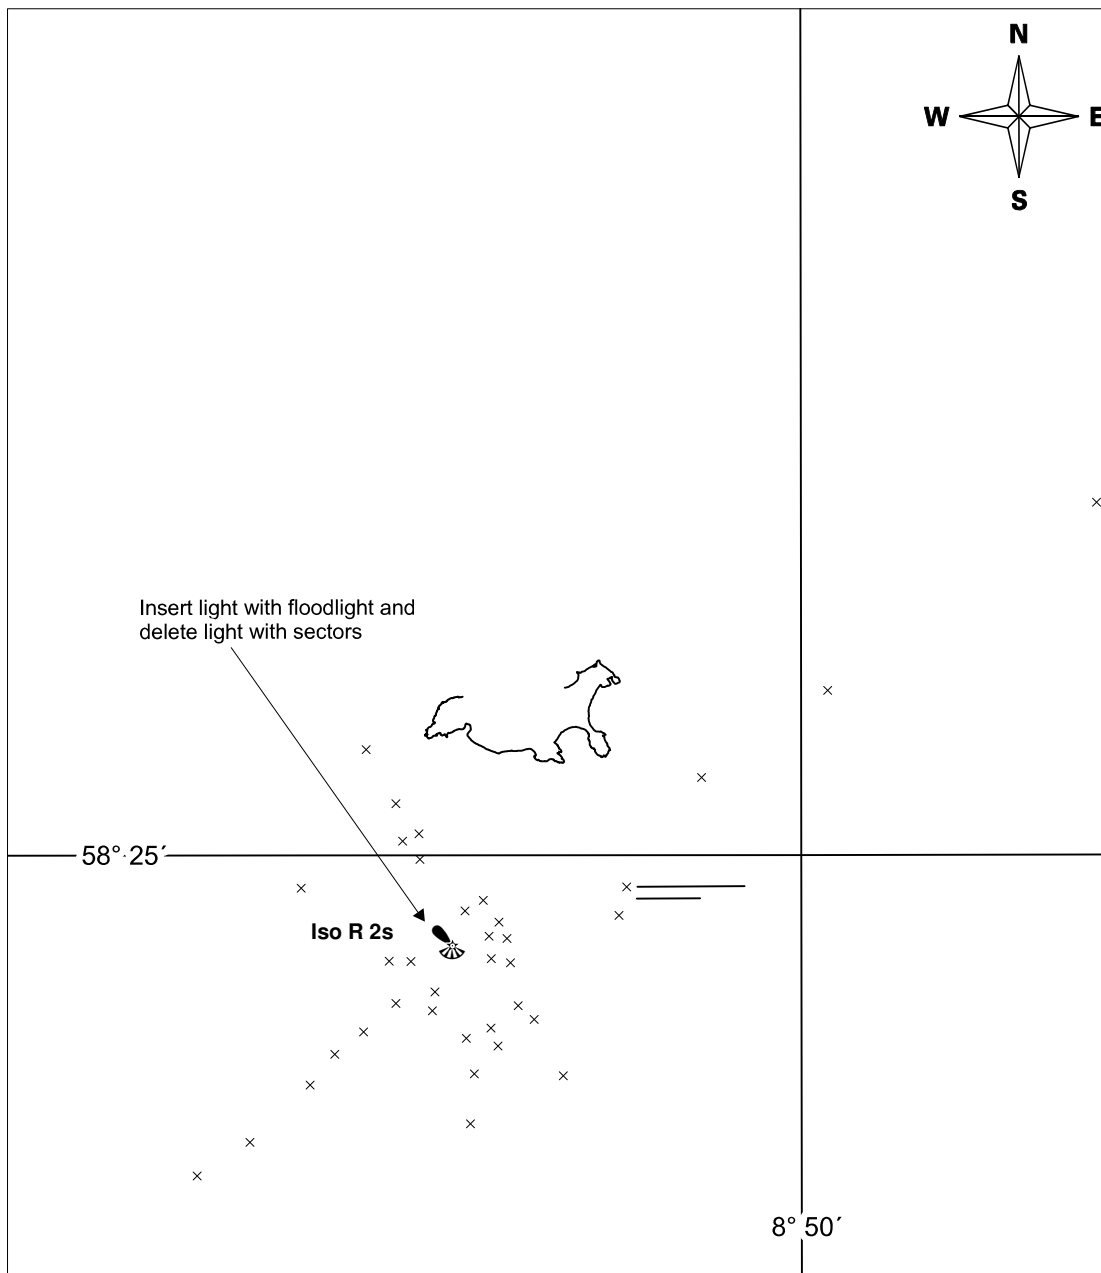 N
W E
S
Insert light with floodlight and
delete light with sectors
58° 25´
Iso R 2s
8° 50´